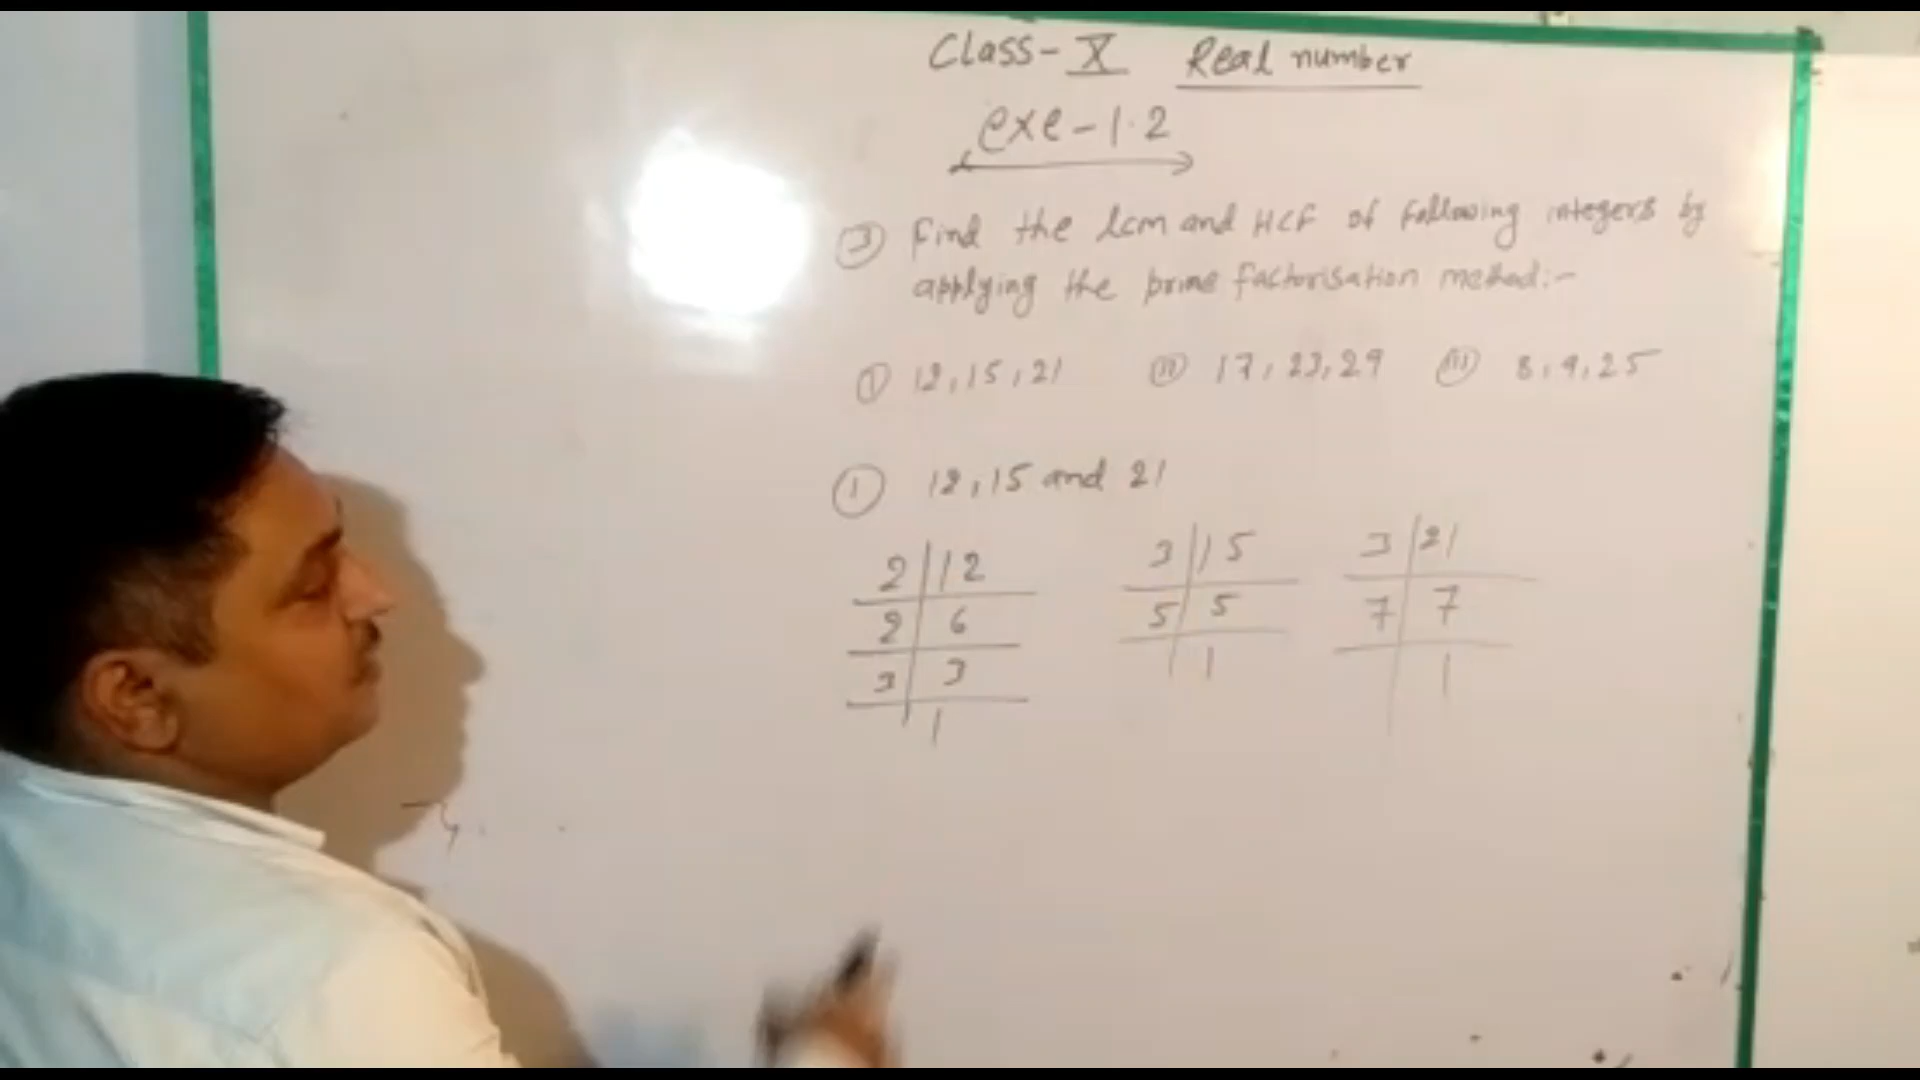 Class-X Real number
exe-1.2
③ Find the lcm and HCF of following integers by
applying the prime factorisation method:-
① 12,15,21 ⑪ 17,23,29 (iii) 8,9,25
① 12,15 and 21
2 12 3 15 3 21
2 6 5 5 7 7
3 3 1 1
1